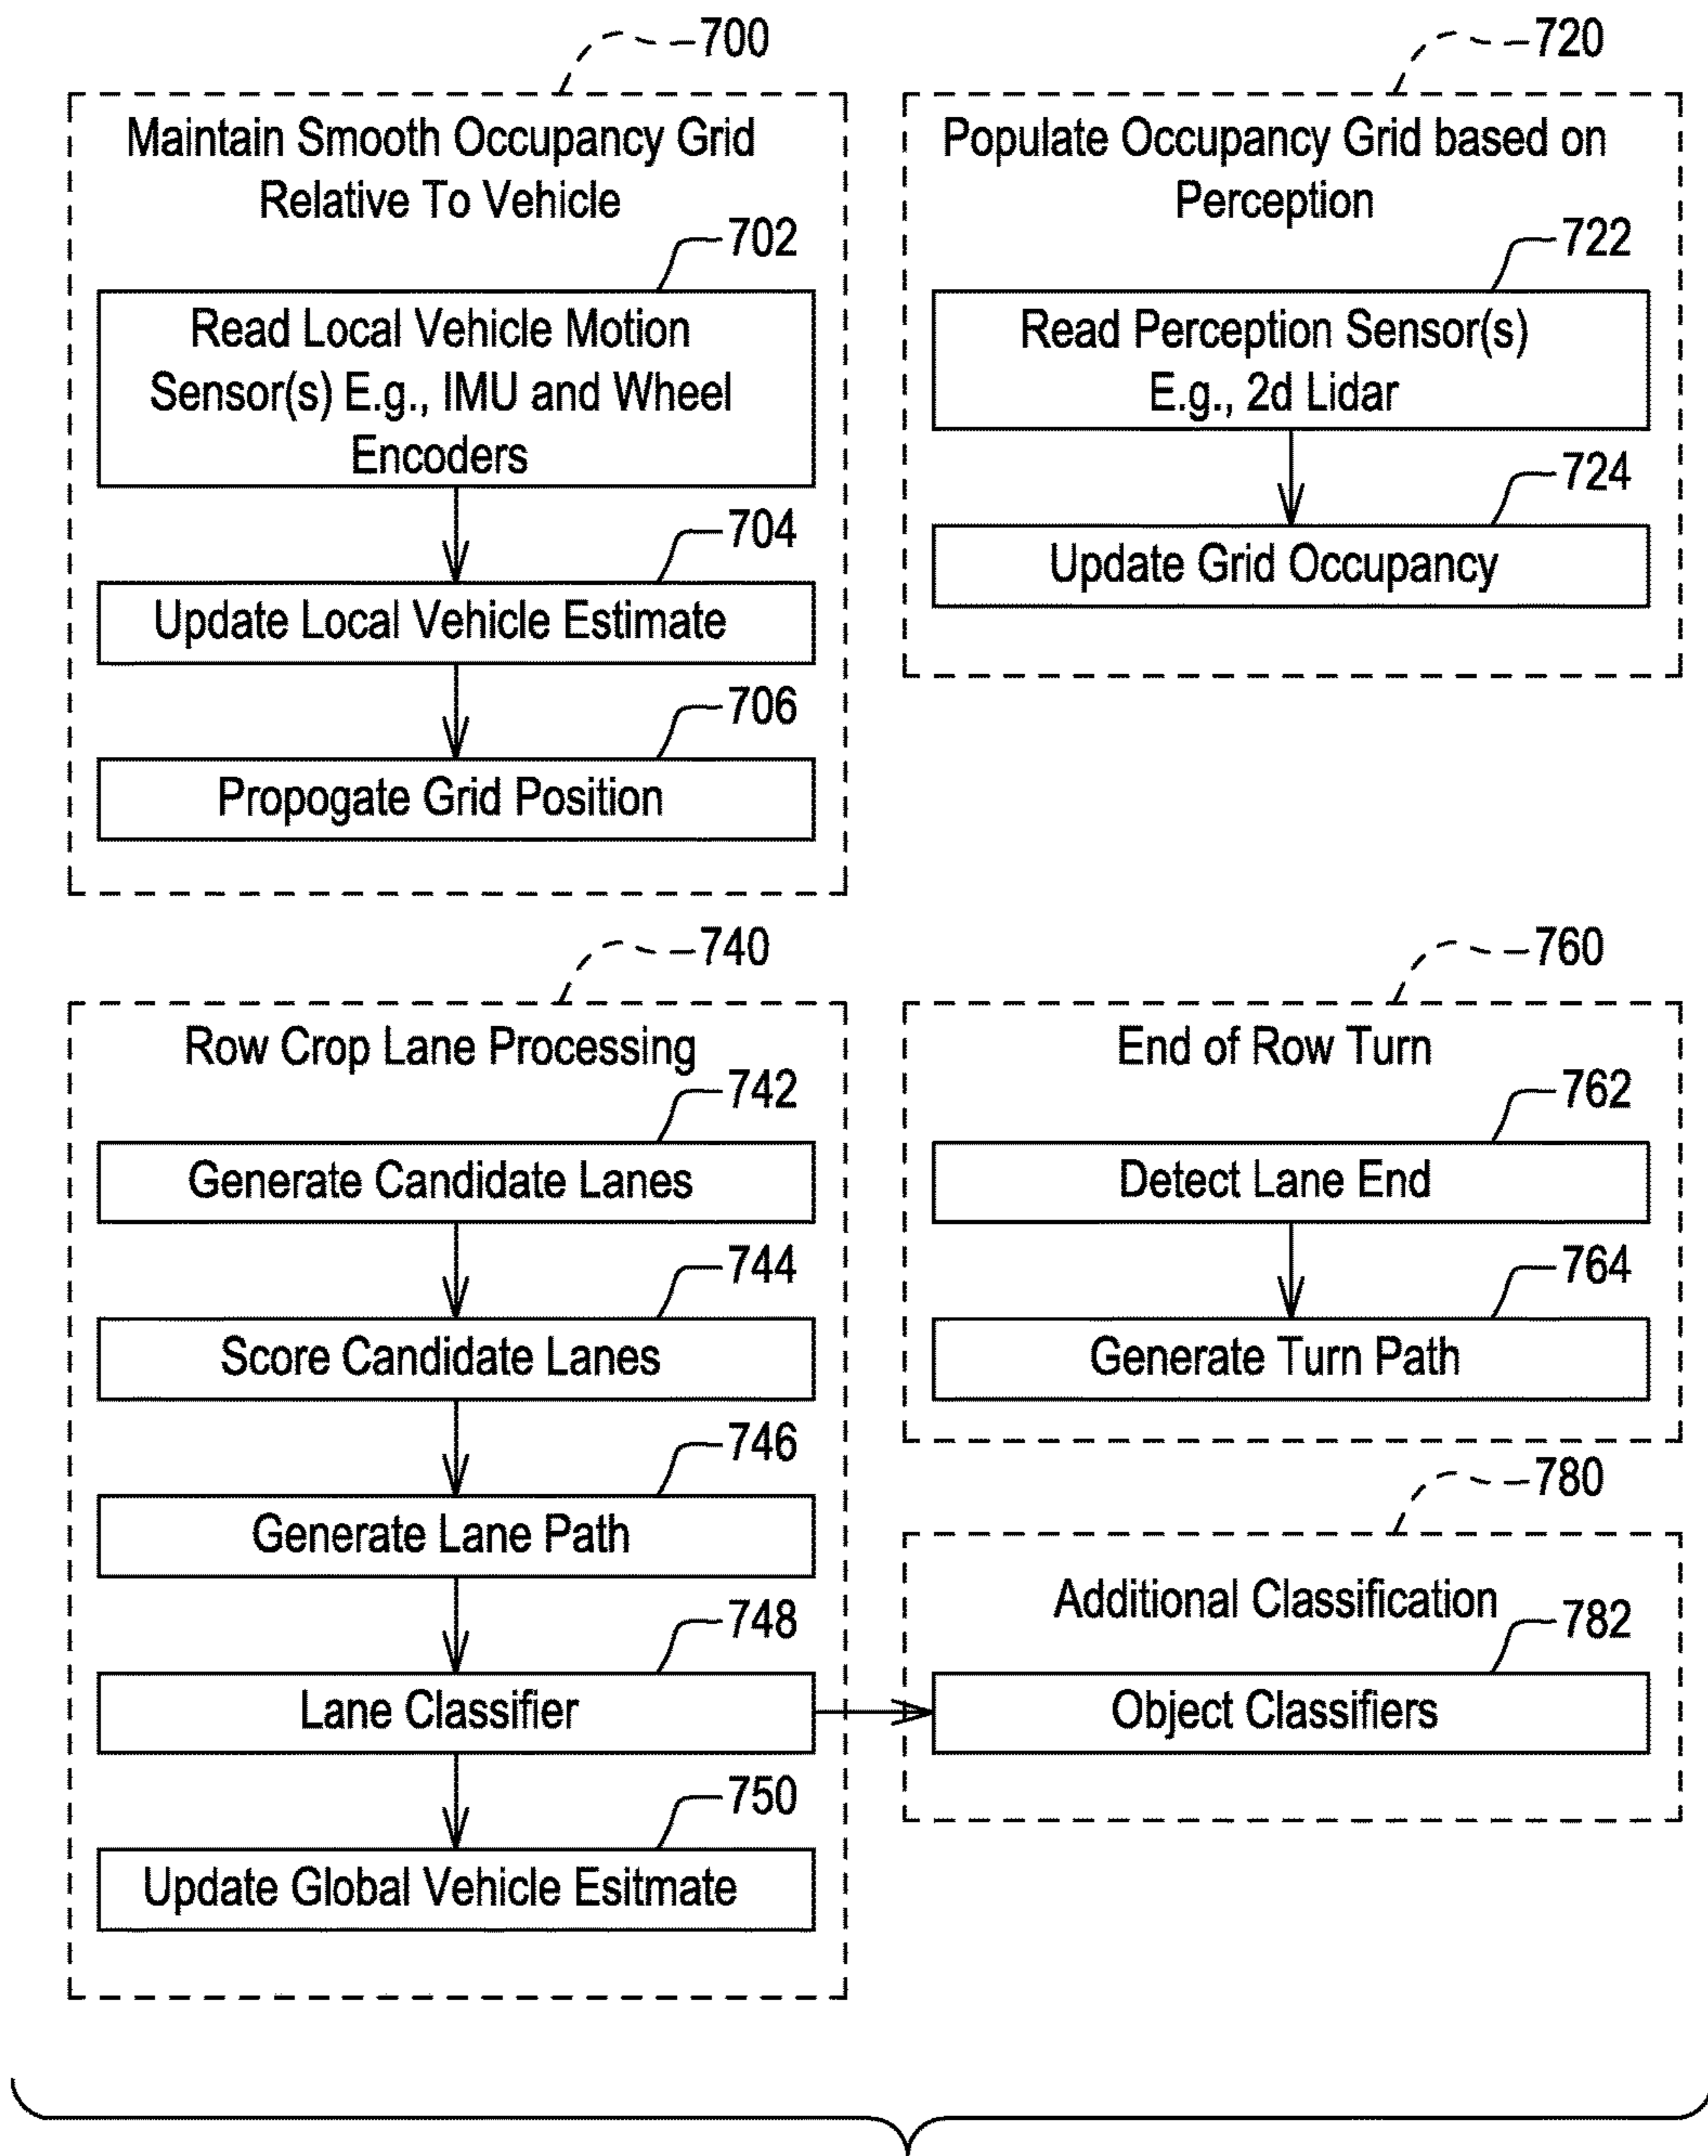 700
Maintain Smooth Occupancy Grid
Relative To Vehicle
702
Read Local Vehicle Motion
Sensor(s) E.g., IMU and Wheel
Encoders
704
Update Local Vehicle Estimate
706
Propogate Grid Position
720
Populate Occupancy Grid based on
Perception
722
Read Perception Sensor(s)
E.g., 2d Lidar
724
Update Grid Occupancy
740
Row Crop Lane Processing
742
Generate Candidate Lanes
744
Score Candidate Lanes
746
Generate Lane Path
748
Lane Classifier
750
Update Global Vehicle Esitmate
760
End of Row Turn
762
Detect Lane End
764
Generate Turn Path
780
Additional Classification
782
Object Classifiers